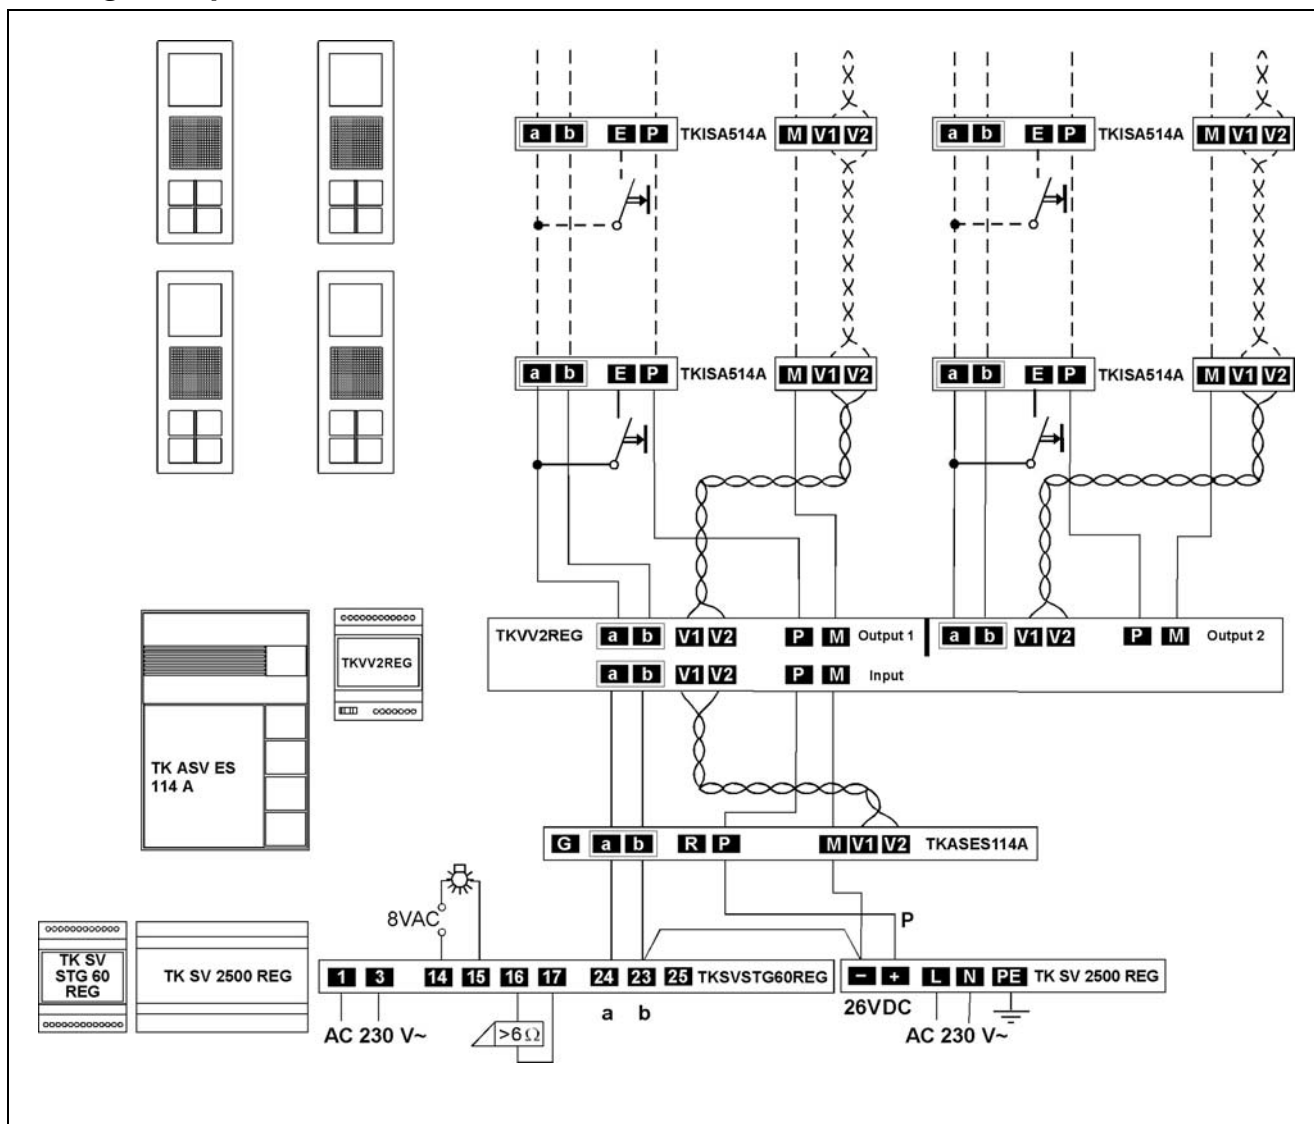 a b E P TKISA514A M V1 V2 a b E P TKISA514A M V1 V2
a b E P TKISA514A M V1 V2 a b E P TKISA514A M V1 V2
TKVV2REG a b V1 V2 P M Output 1 a b V1 V2 P M Output 2
a b V1 V2 P M Input
TKVV2REG
TK ASV ES
114 A
G a b R P M V1 V2 TKASES114A
8VAC
P
TK SV
STG 60
REG
TK SV 2500 REG
1 3 14 15 16 17 24 23 25 TKSVSTG60REG
− + L N PE TK SV 2500 REG
a b
26VDC
AC 230 V~
>6Ω
AC 230 V~